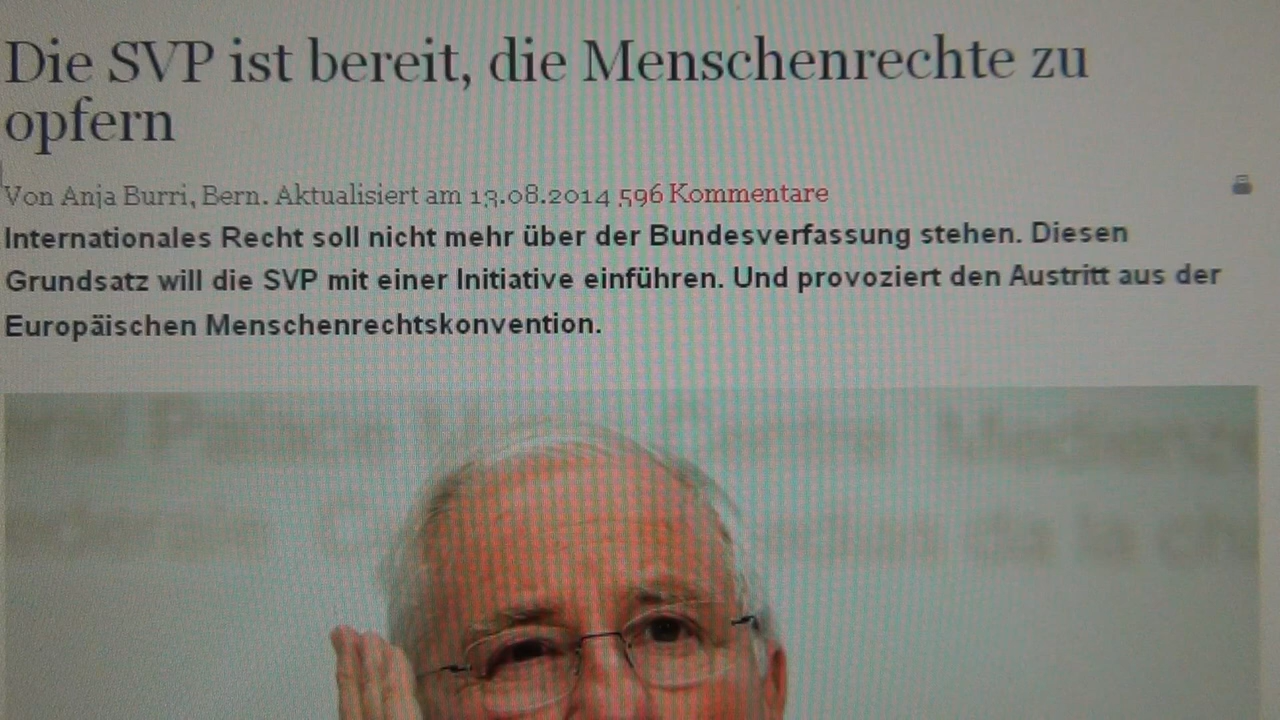 Die SVP ist bereit, die Menschenrechte zu
opfern
Von Anja Burri, Bern. Aktualisiert am 13.08.2014 596 Kommentare
Internationales Recht soll nicht mehr über der Bundesverfassung stehen. Diesen
Grundsatz will die SVP mit einer Initiative einführen. Und provoziert den Austritt aus der
Europäischen Menschenrechtskonvention.